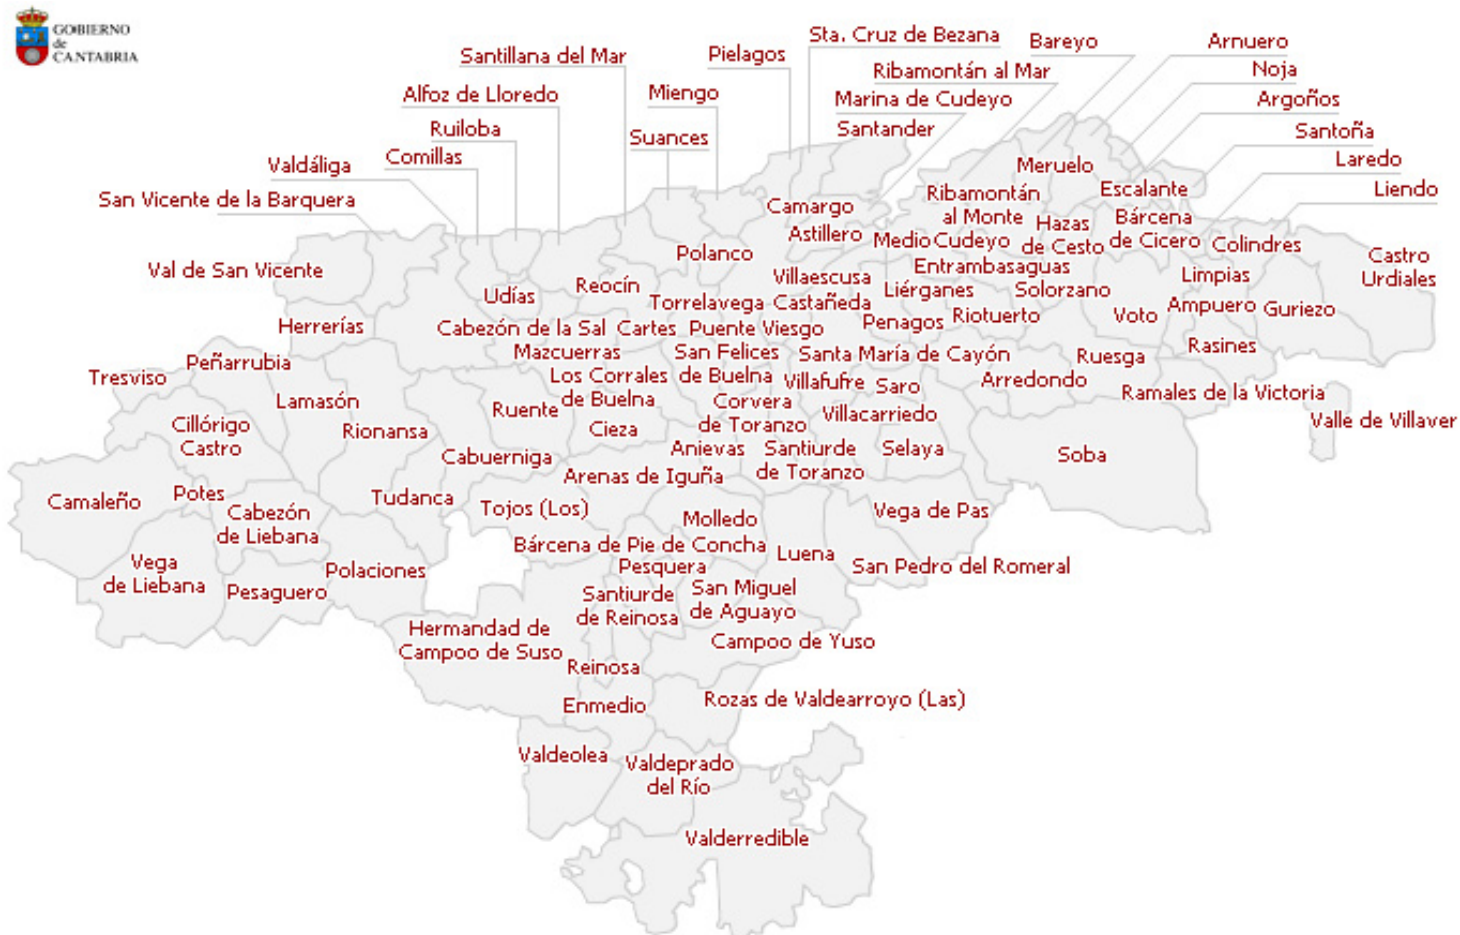 GOBIERNO
de
CANTABRIA
Sta. Cruz de Bezana
Bareyo
Arnuero
Santillana del Mar
Pielagos
Ribamontán al Mar
Noja
Alfoz de Lloredo
Miengo
Marina de Cudeyo
Argoños
Ruiloba
Suances
Santander
Santoña
Valdáliga
Comillas
Meruelo
Laredo
San Vicente de la Barquera
Camargo
Ribamontán
al Monte
Escalante
Liendo
Astillero
Hazas
de Cesto
Bárcena
de Cicero
Polanco
Medio Cudeyo
Colindres
Castro
Urdiales
Val de San Vicente
Udías
Reocín
Villaescusa
Entrambasaguas
Limpias
Torrelavega
Castañeda
Liérganes
Solorzano
Herrerías
Cabezón de la Sal
Cartes
Puente Viesgo
Penagos
Riotuerto
Voto
Ampuero
Guriezo
Peñarrubia
Mazcuerras
San Felices
de Buelna
Santa María de Cayón
Ruesga
Rasines
Tresviso
Los Corrales
de Buelna
Villafufre
Saro
Arredondo
Ramales de la Victoria
Lamasón
Ruente
Corvera
de Toranzo
Villacarriedo
Valle de Villaver
Cillórigo
Castro
Rionansa
Cieza
Cabuerniga
Anievas
Santiurde
de Toranzo
Selaya
Soba
Arenas de Iguña
Camaleño
Potes
Tudanca
Cabezón
de Liebana
Tojos (Los)
Molledo
Vega de Pas
Bárcena de Pie de Concha
Luena
Vega
de Liebana
Polaciones
Pesquera
San Pedro del Romeral
Pesaguero
Santiurde
de Reinosa
San Miguel
de Aguayo
Hermandad de
Campoo de Suso
Campoo de Yuso
Reinosa
Enmedio
Rozas de Valdearroyo (Las)
Valdeolea
Valdeprado
del Río
Valderredible